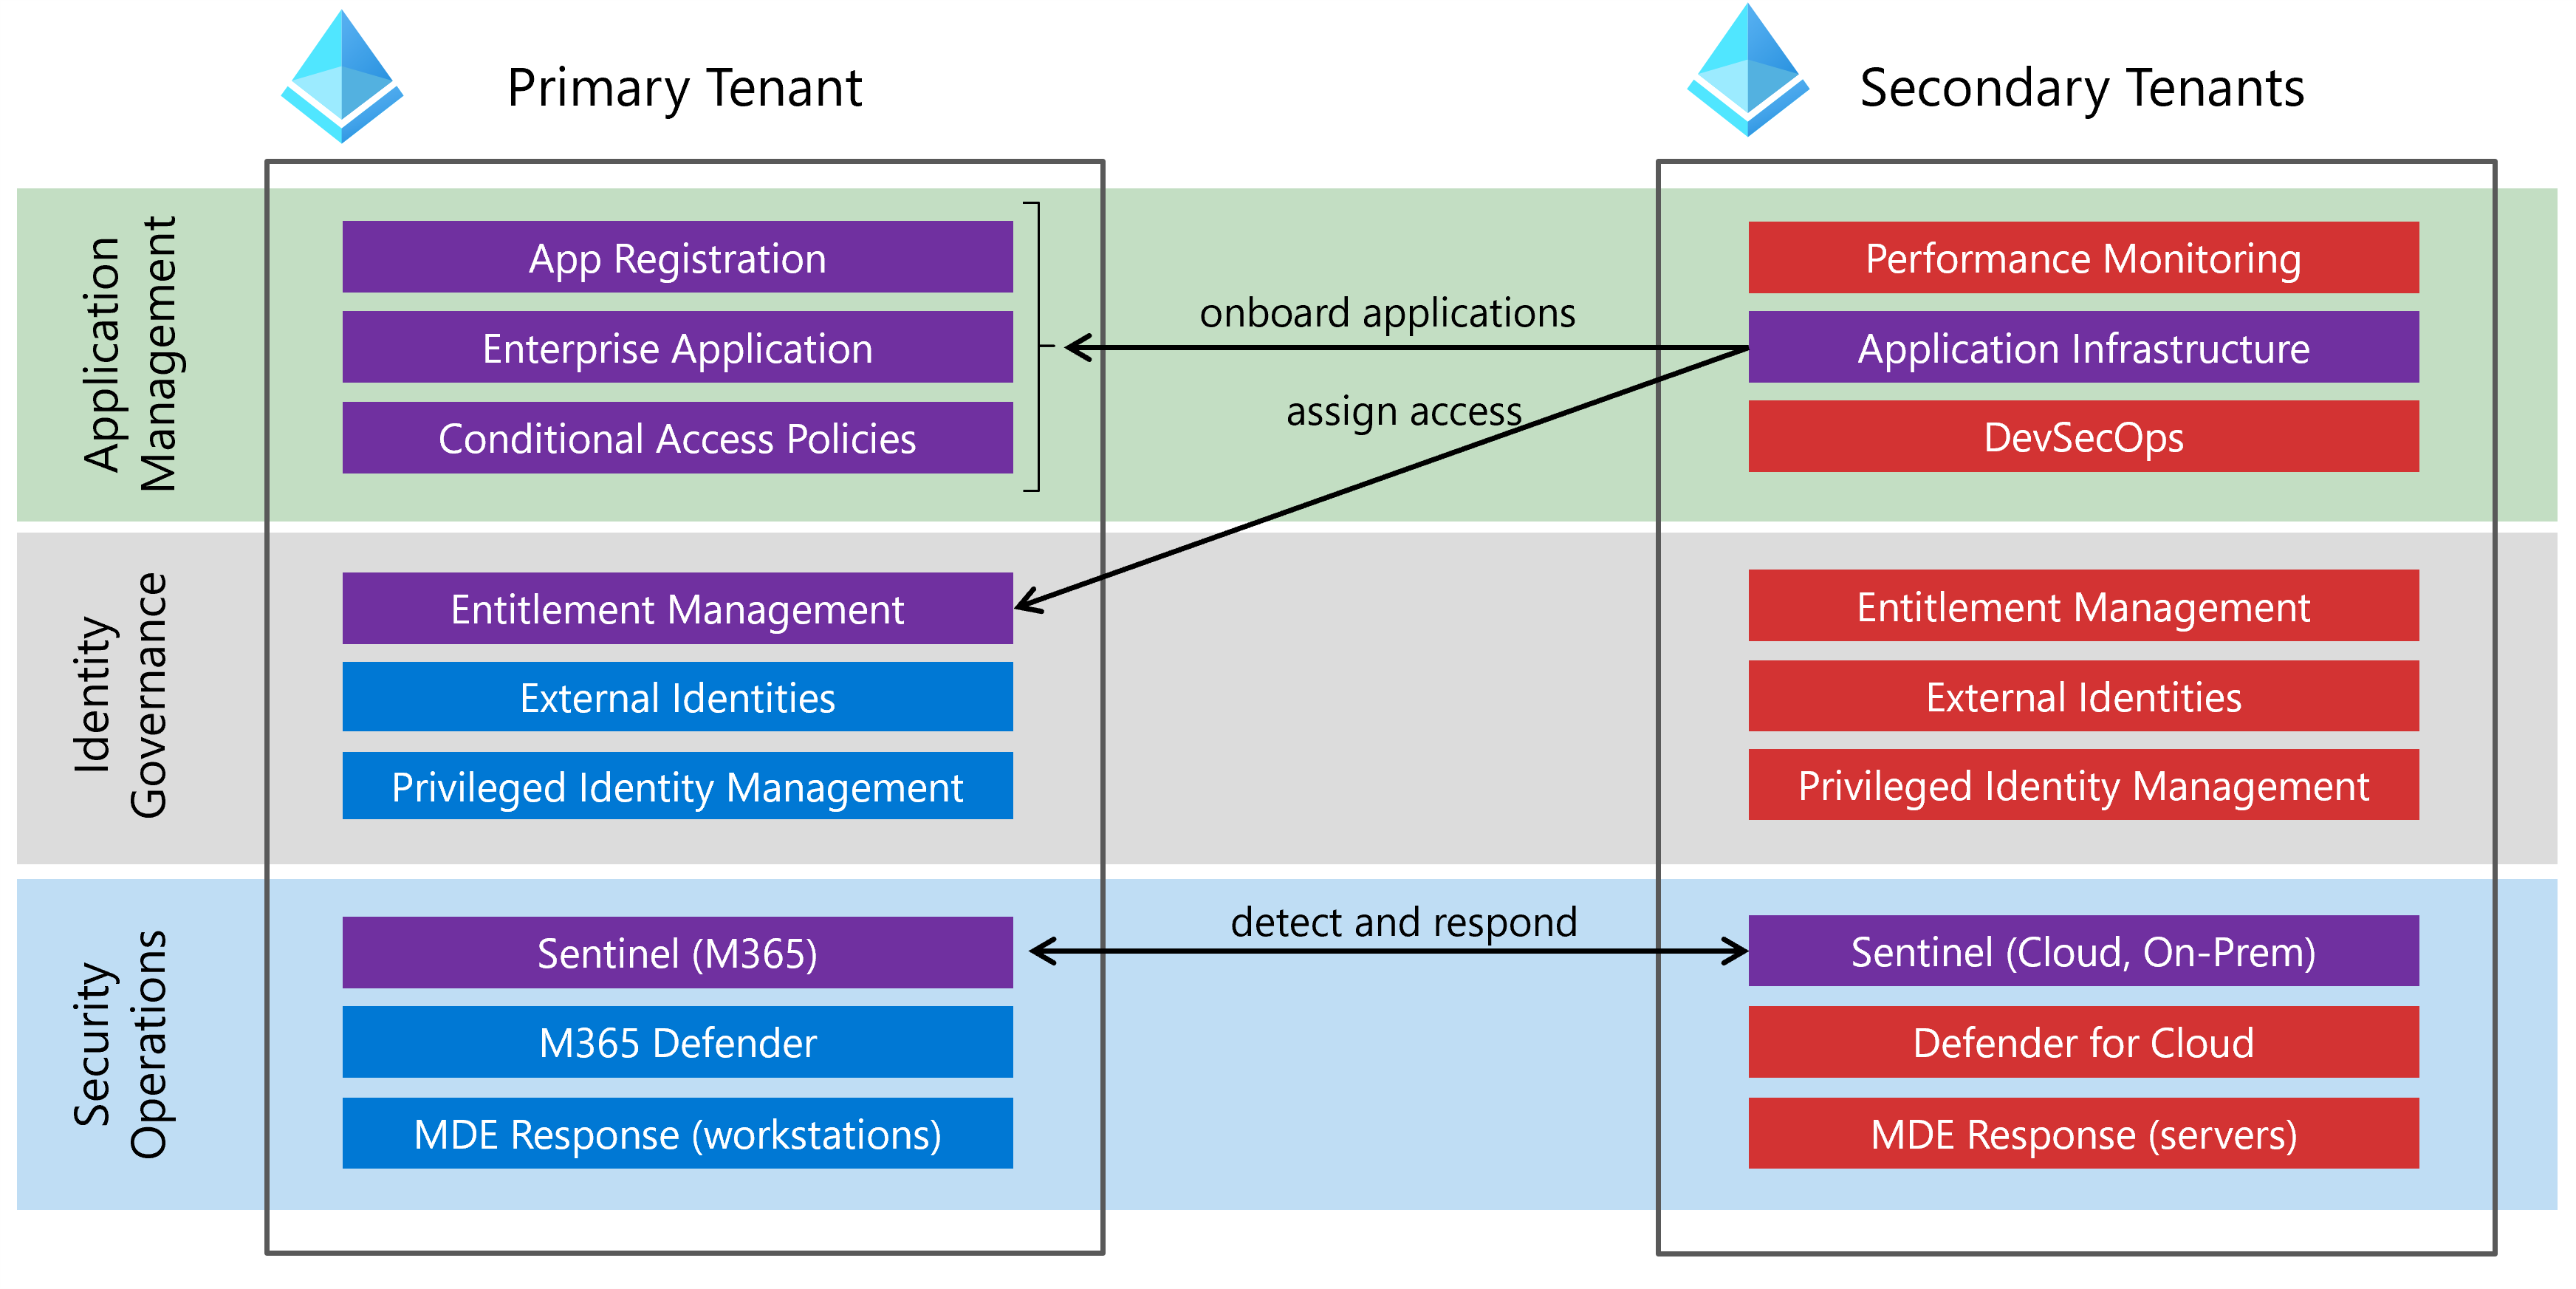 Primary Tenant
Secondary Tenants
Application
Management
App Registration
Enterprise Application
Conditional Access Policies
onboard applications
assign access
Performance Monitoring
Application Infrastructure
DevSecOps
Identity
Governance
Entitlement Management
External Identities
Privileged Identity Management
Entitlement Management
External Identities
Privileged Identity Management
Security
Operations
Sentinel (M365)
M365 Defender
MDE Response (workstations)
detect and respond
Sentinel (Cloud, On-Prem)
Defender for Cloud
MDE Response (servers)